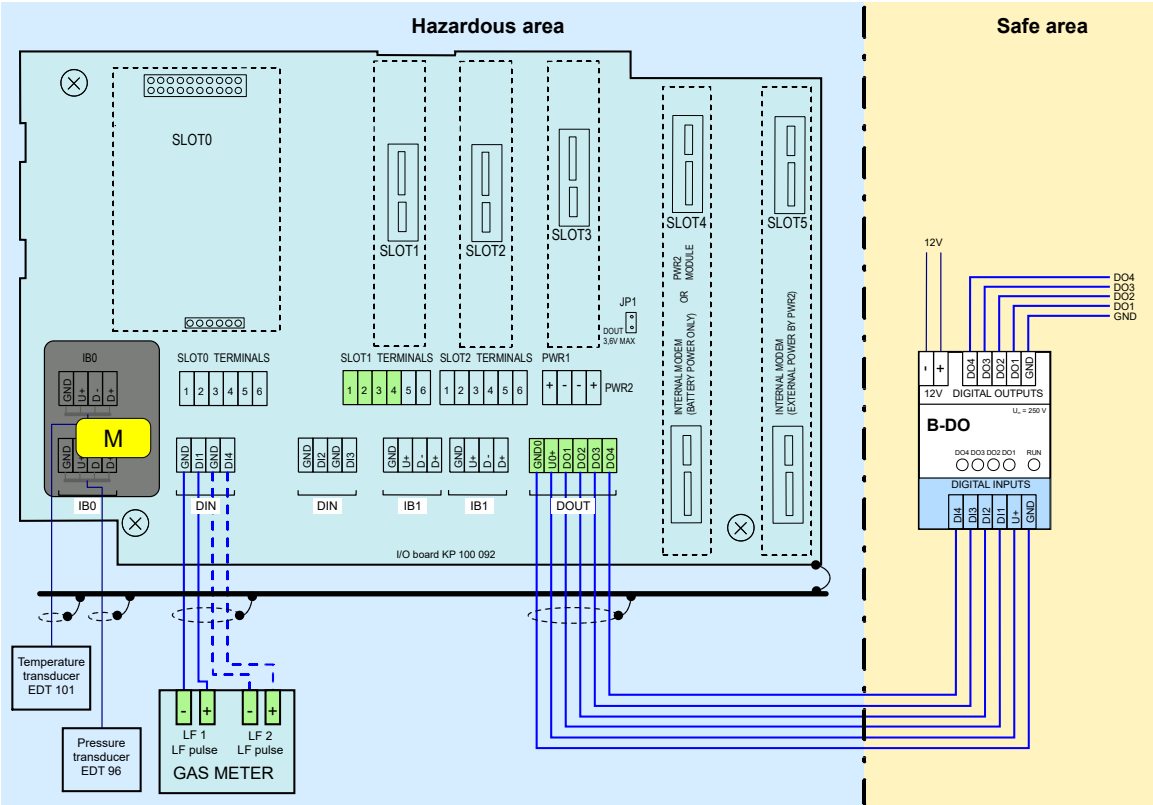 Hazardous area
Safe area
SLOT0
SLOT1
SLOT2
SLOT3
SLOT4
SLOT5
PWR2
MODULE
OR
INTERNAL MODEM
(BATTERY POWER ONLY)
INTERNAL MODEM
(EXTERNAL POWER BY PWR2)
JP1
DOUT
3,6V MAX
IB0
GND
U+
D -
D+
M
GND
IB0
SLOT0 TERMINALS
1 2 3 4 5 6
SLOT1 TERMINALS
1 2 3 4 5 6
SLOT2 TERMINALS
1 2 3 4 5 6
PWR1
+ - - +
PWR2
GND
DI1
GND
DI4
DIN
GND
DI2
GND
DI3
DIN
GND
U+
D -
D+
IB1
GND
U+
D -
D+
IB1
GND0
U0+
DO1
DO2
DO3
DO4
DOUT
I/O board KP 100 092
Temperature
transducer
EDT 101
Pressure
transducer
EDT 96
- + - +
LF 1
LF pulse
LF 2
LF pulse
GAS METER
12V
DO4
DO3
DO2
DO1
GND
- +
12V
DO4
DO3
DO2
DO1
GND
DIGITAL OUTPUTS
Um = 250 V
B-DO
DO4 DO3 DO2 DO1 RUN
DIGITAL INPUTS
DI4
DI3
DI2
DI1
U+
GND